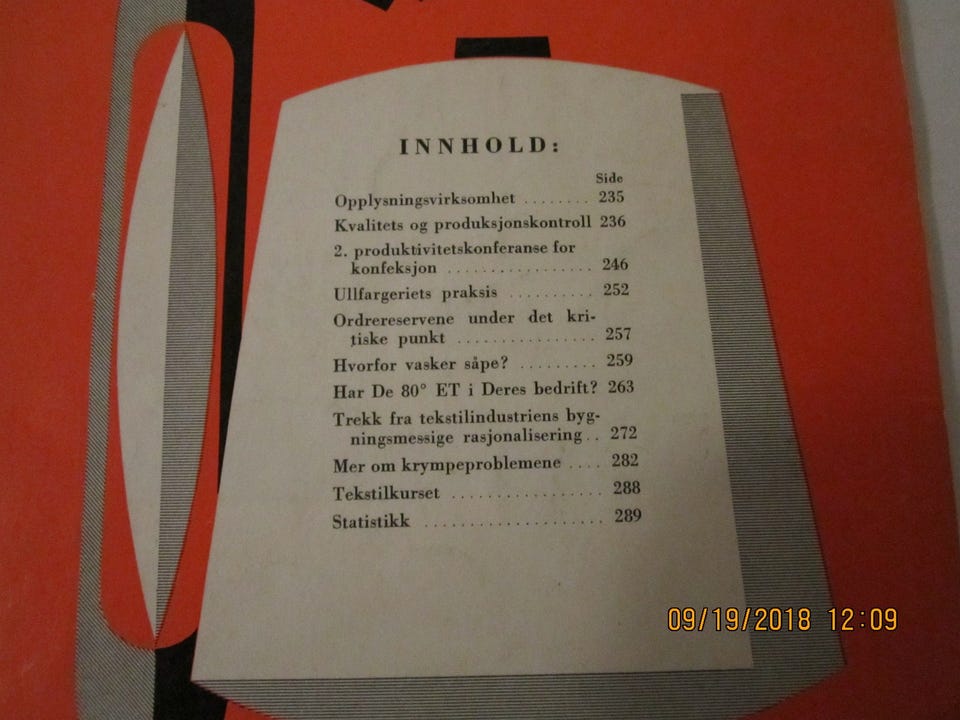 INNHOLD:
Side
Opplysningsvirksomhet ........ 235
Kvalitets og produksjonskontroll 236
2. produktivitetskonferanse for
konfeksjon ................. 246
Ullfargeriets praksis .......... 252
Ordrereservene under det kri-
tiske punkt ................ 257
Hvorfor vasker såpe? ......... 259
Har De 80° ET i Deres bedrift? 263
Trekk fra tekstilindustriens byg-
ningsmessige rasjonalisering .. 272
Mer om krympeproblemene .... 282
Tekstilkurset .................. 288
Statistikk ..................... 289
09/19/2018 12:09